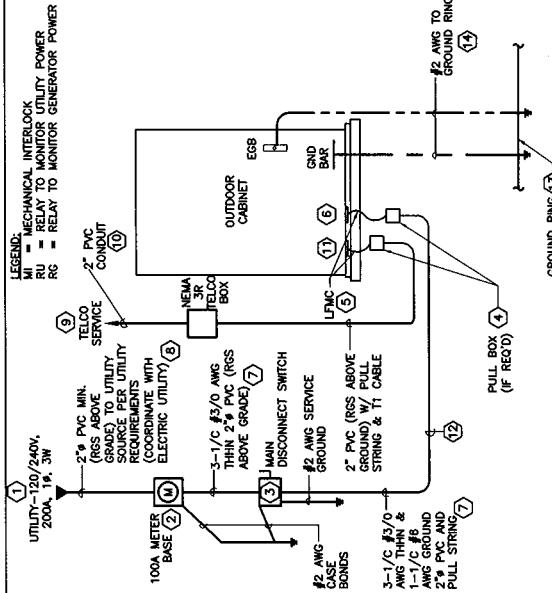 LEGEND:
MI = MECHANICAL INTERLOCK
RU = RELAY TO MONITOR UTILITY POWER
RG = RELAY TO MONITOR GENERATOR POWER
1
UTILITY-120/240V,
200A, 1ø, 3W
2"ø PVC MIN.
(RGS ABOVE
GRADE) TO UTILITY
SOURCE PER UTILITY
REQUIREMENTS
(COORDINATE WITH
ELECTRIC UTILITY)
8
9
TELCO
SERVICE
2" PVC
CONDUIT
10
NEMA
3R
TELCO
BOX
OUTDOOR
CABINET
EGB
GND
BAR
#2 AWG TO
GROUND RING
14
100A METER
BASE
2
M
3-1/C #3/0 AWG
THHN 2"ø PVC (RGS
ABOVE GRADE)
7
3
MAIN
DISCONNECT SWITCH
#2 AWG SERVICE
GROUND
#2 AWG
CASE
BONDS
LFMC
5
11
6
2" PVC (RGS ABOVE
GROUND) W/ PULL
STRING & T1 CABLE
PULL BOX
(IF REQ'D)
4
12
3-1/C #3/0
AWG THHN &
1-1/C #6
AWG GROUND
2"ø PVC AND
PULL STRING
7
GROUND RING
13